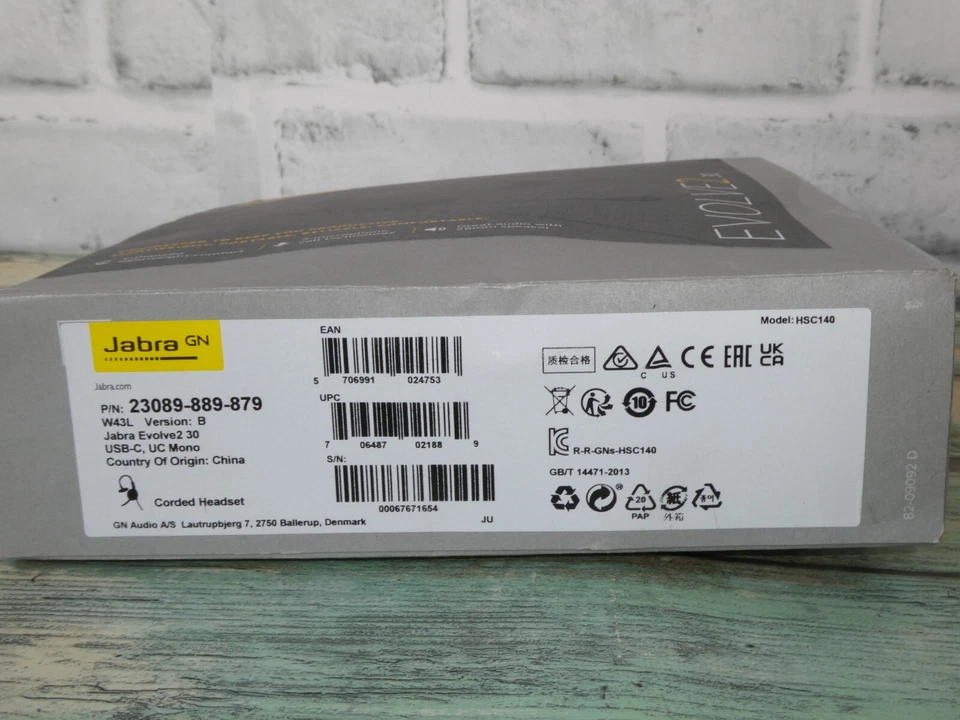 EVOLVE2 30
Model: HSC140
Jabra GN
Jabra.com
P/N: 23089-889-879
W43L Version: B
Jabra Evolve2 30
USB-C, UC Mono
Country Of Origin: China
Corded Headset
GN Audio A/S Lautrupbjerg 7, 2750 Ballerup, Denmark
EAN
5 706991 024753
UPC
7 06487 02188 9
S/N:
00067671654
JU
质检合格
C US
CE EAC UK CA
10 FC
R-R-GNs-HSC140
GB/T 14471-2013
20
PAP
紙
外箱
82-09092 D